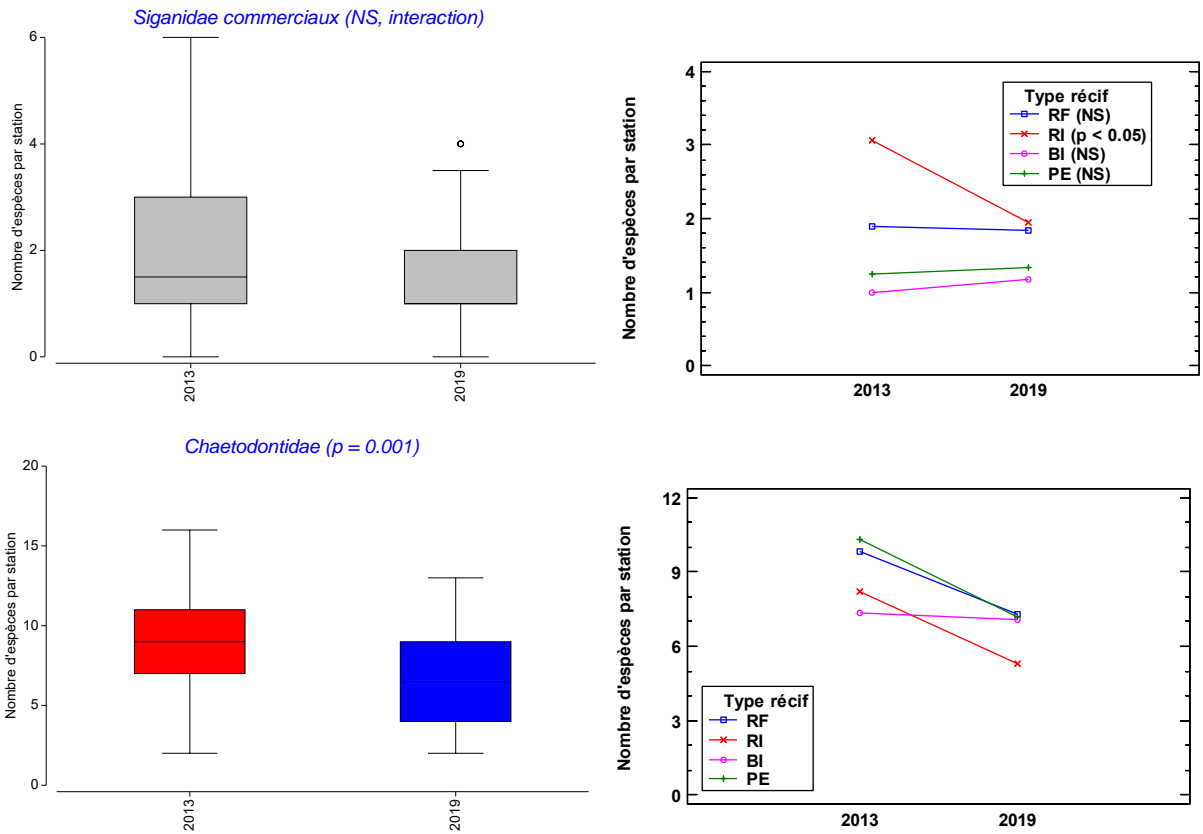 Siganidae commerciaux (NS, interaction)
Nombre d'espèces par station
6
4
2
0
2013
2019
Nombre d'espèces par station
4
3
2
1
0
Type récif
RF (NS)
RI (p < 0.05)
BI (NS)
PE (NS)
2013
2019
Chaetodontidae (p = 0.001)
Nombre d'espèces par station
20
15
10
5
0
2013
2019
Nombre d'espèces par station
12
9
6
3
0
Type récif
RF
RI
BI
PE
2013
2019